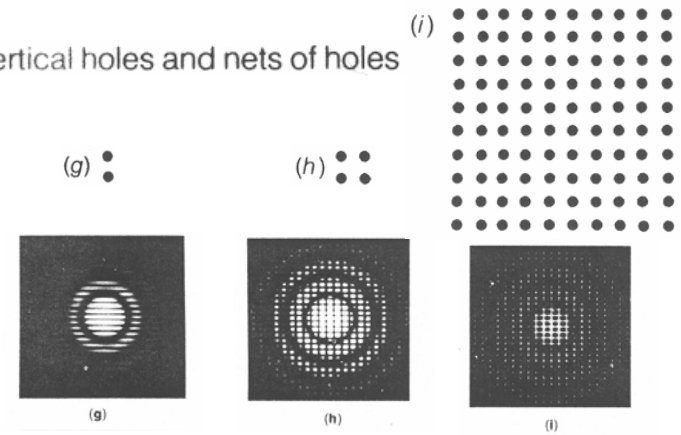 (i)
ertical holes and nets of holes
(g)
(h)
(g)
(h)
(i)